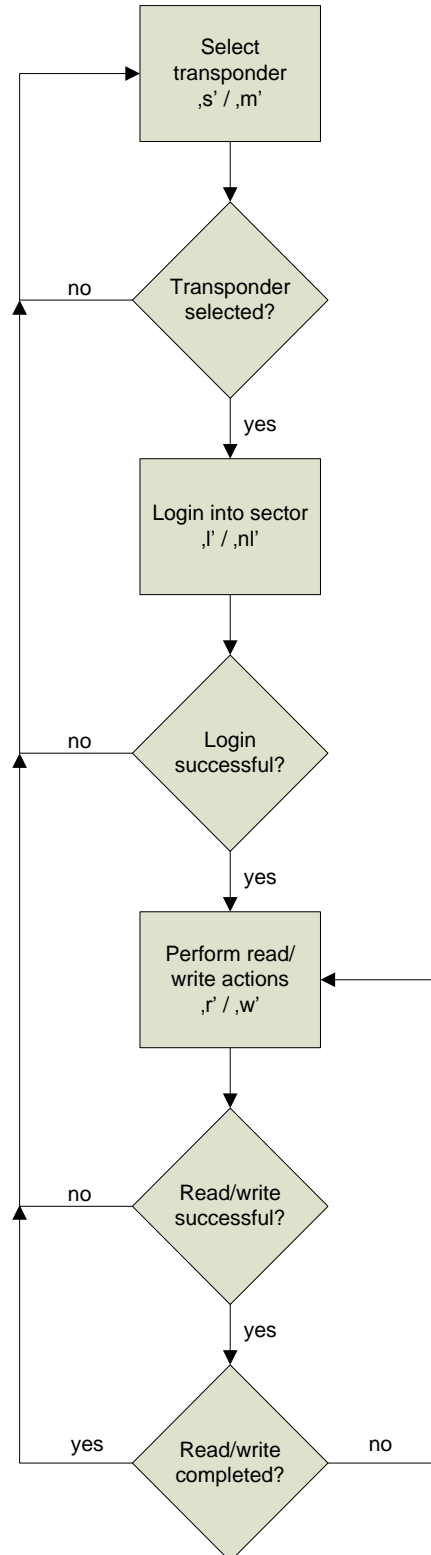 Select
transponder
‚s’ / ‚m’
no
Transponder
selected?
yes
Login into sector
‚l’ / ‚nl’
no
Login
successful?
yes
Perform read/
write actions
‚r’ / ‚w’
no
Read/write
successful?
yes
yes
Read/write
completed?
no